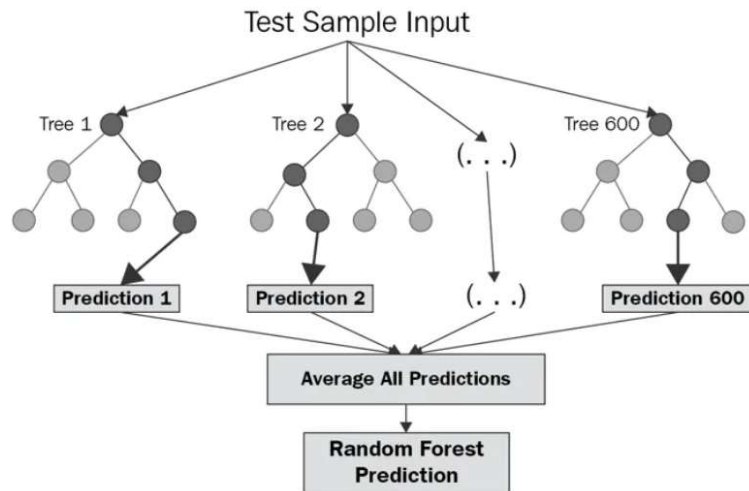 Test Sample Input
Tree 1
Tree 2
(. . .)
Tree 600
Prediction 1
Prediction 2
(. . .)
Prediction 600
Average All Predictions
Random Forest
Prediction